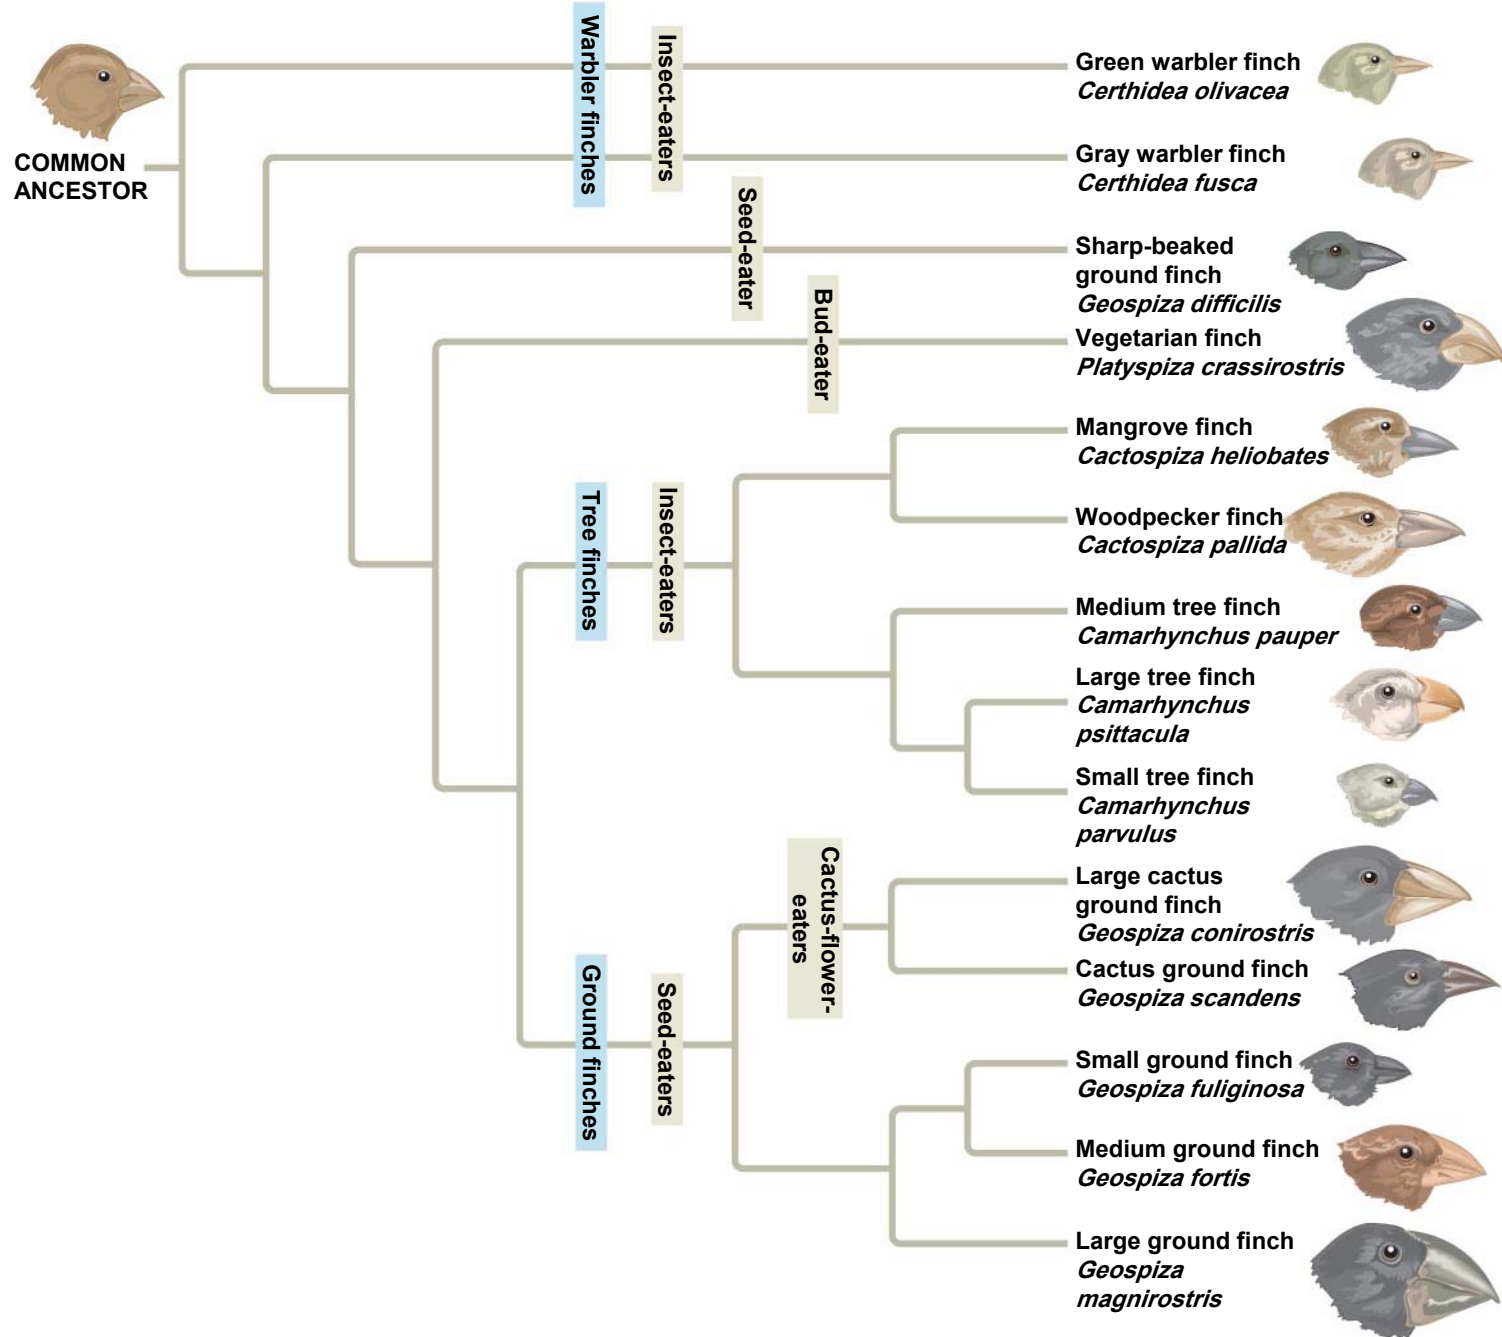 COMMON
ANCESTOR
Warbler finches
Insect-eaters
Green warbler finch
Certhidea olivacea
Gray warbler finch
Certhidea fusca
Seed-eater
Sharp-beaked
ground finch
Geospiza difficilis
Bud-eater
Vegetarian finch
Platyspiza crassirostris
Tree finches
Insect-eaters
Mangrove finch
Cactospiza heliobates
Woodpecker finch
Cactospiza pallida
Medium tree finch
Camarhynchus pauper
Large tree finch
Camarhynchus
psittacula
Small tree finch
Camarhynchus
parvulus
Ground finches
Seed-eaters
Cactus-flower-
eaters
Large cactus
ground finch
Geospiza conirostris
Cactus ground finch
Geospiza scandens
Small ground finch
Geospiza fuliginosa
Medium ground finch
Geospiza fortis
Large ground finch
Geospiza
magnirostris